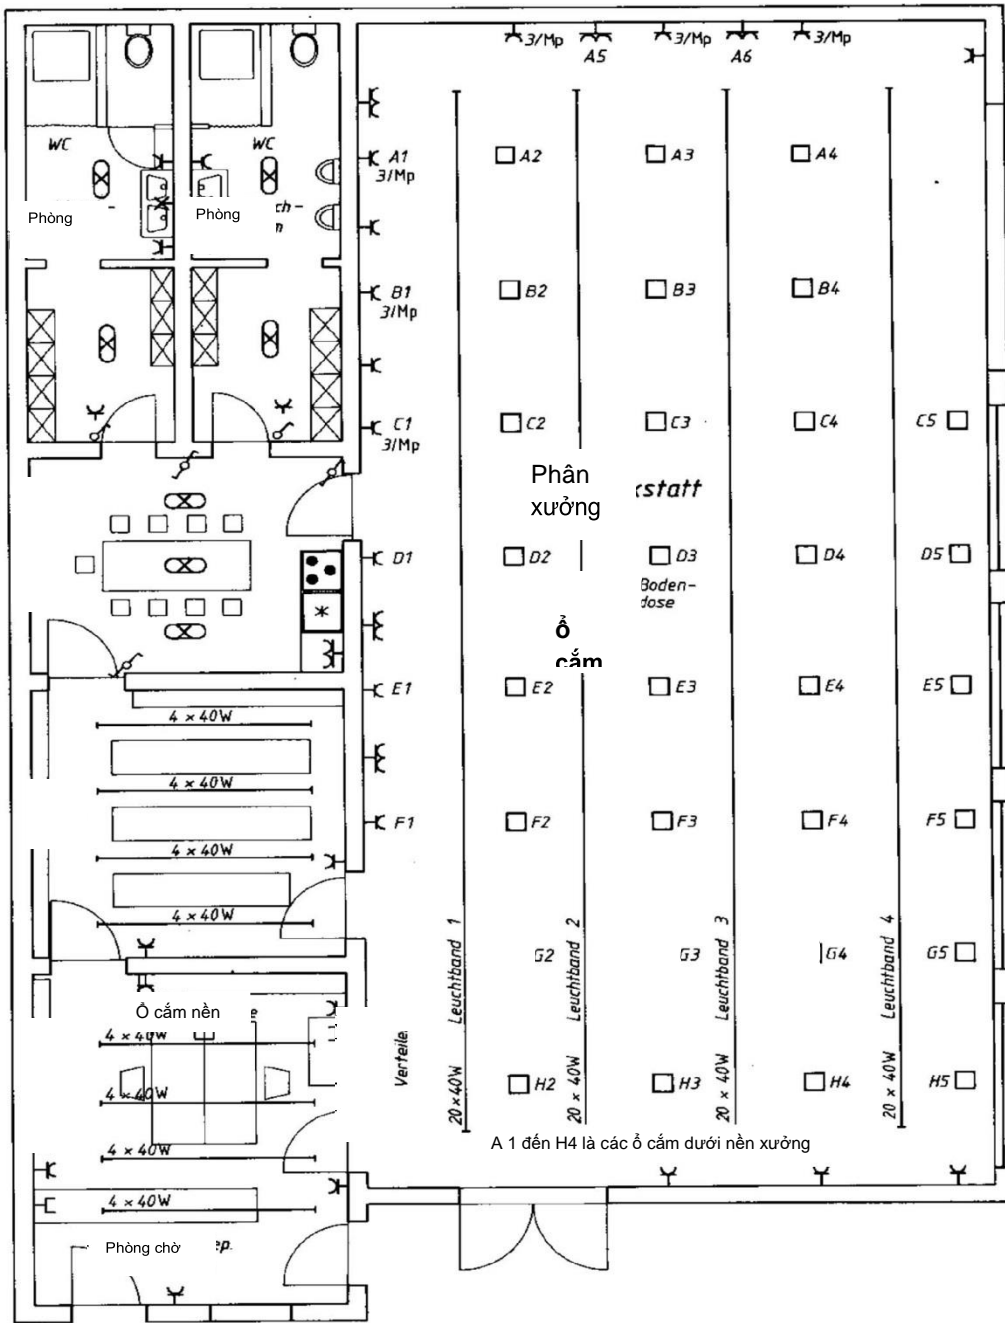 3/Mp
A5
3/Mp
A6
3/Mp
WC
WC
A1
3/Mp
A2
A3
A4
Phòng
Phòng
ch-
B1
3/Mp
B2
B3
B4
C1
3/Mp
C2
C3
C4
C5
Phân
xưởng
kstatt
D1
D2
D3
D4
D5
Boden-
dose
ổ
cắm
E1
E2
E3
E4
E5
4 × 40W
4 × 40W
4 × 40W
4 × 40W
F1
F2
F3
F4
F5
G2
G3
G4
G5
20 × 40W Leuchtband 1
20 × 40W Leuchtband 2
20 × 40W Leuchtband 3
20 × 40W Leuchtband 4
Ổ cắm nền
4 × 40W
4 × 40W
4 × 40W
4 × 40W
Verteile
H2
H3
H4
H5
A 1 đến H4 là các ổ cắm dưới nền xưởng
Phòng chờ
ep.